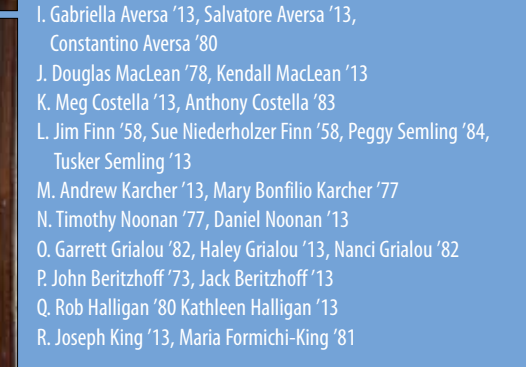 I. Gabriella Aversa ’13, Salvatore Aversa ’13,
Constantino Aversa ’80
J. Douglas MacLean ’78, Kendall MacLean ’13
K. Meg Costella ’13, Anthony Costella ’83
L. Jim Finn ’58, Sue Niederholzer Finn ’58, Peggy Semling ’84,
Tusker Semling ’13
M. Andrew Karcher ’13, Mary Bonfilio Karcher ’77
N. Timothy Noonan ’77, Daniel Noonan ’13
O. Garrett Grialou ’82, Haley Grialou ’13, Nanci Grialou ’82
P. John Beritzhoff ’73, Jack Beritzhoff ’13
Q. Rob Halligan ’80 Kathleen Halligan ’13
R. Joseph King ’13, Maria Formichi-King ’81